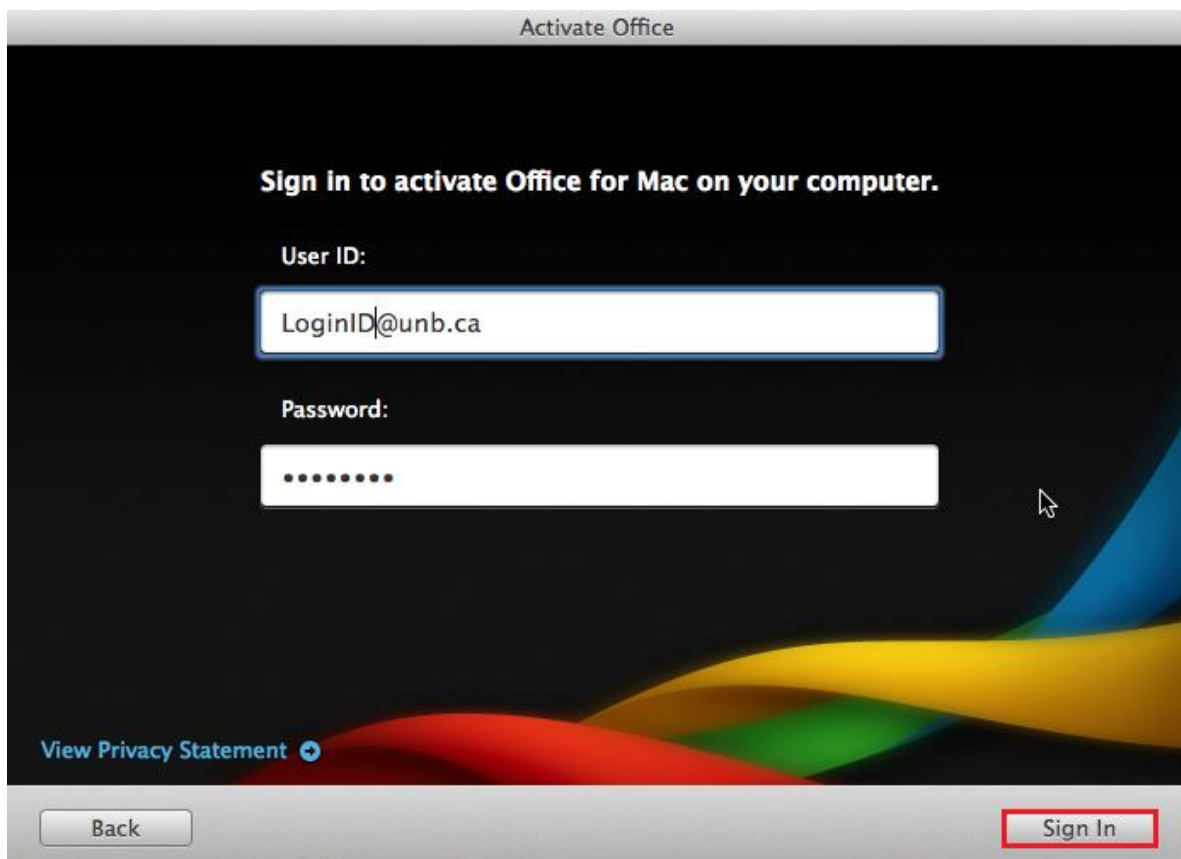 Activate Office
Sign in to activate Office for Mac on your computer.
User ID:
LoginID@unb.ca
Password:
••••••••
View Privacy Statement
Back
Sign In